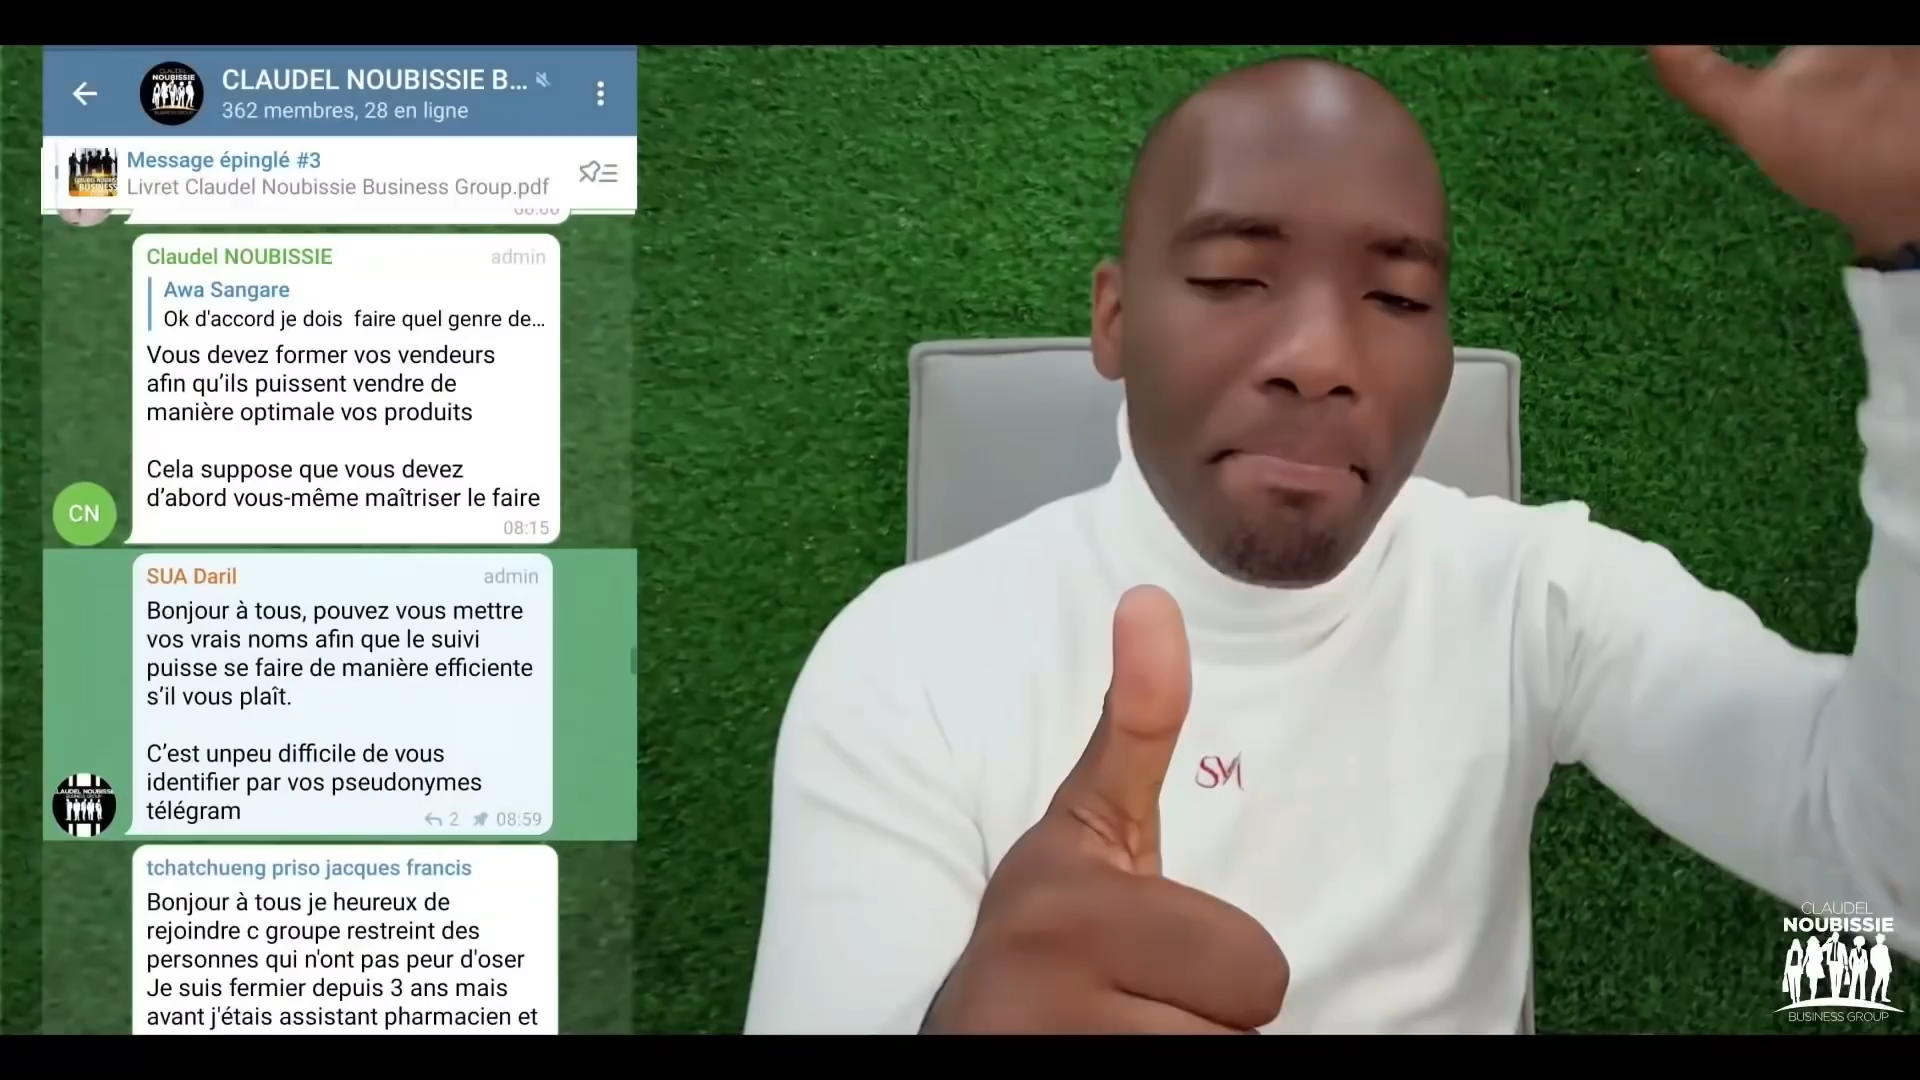 CLAUDEL NOUBISSIE B...
362 membres, 28 en ligne
Message épinglé #3
Livret Claudel Noubissie Business Group.pdf
08:00
Claudel NOUBISSIE admin
Awa Sangare
Ok d'accord je dois faire quel genre de...
Vous devez former vos vendeurs
afin qu’ils puissent vendre de
manière optimale vos produits
Cela suppose que vous devez
d’abord vous-même maîtriser le faire
08:15
CN
SUA Daril admin
Bonjour à tous, pouvez vous mettre
vos vrais noms afin que le suivi
puisse se faire de manière efficiente
s’il vous plaît.
C’est unpeu difficile de vous
identifier par vos pseudonymes
télégram
2 08:59
tchatchueng priso jacques francis
Bonjour à tous je heureux de
rejoindre c groupe restreint des
personnes qui n'ont pas peur d'oser
Je suis fermier depuis 3 ans mais
avant j'étais assistant pharmacien et
CLAUDEL
NOUBISSIE
BUSINESS GROUP